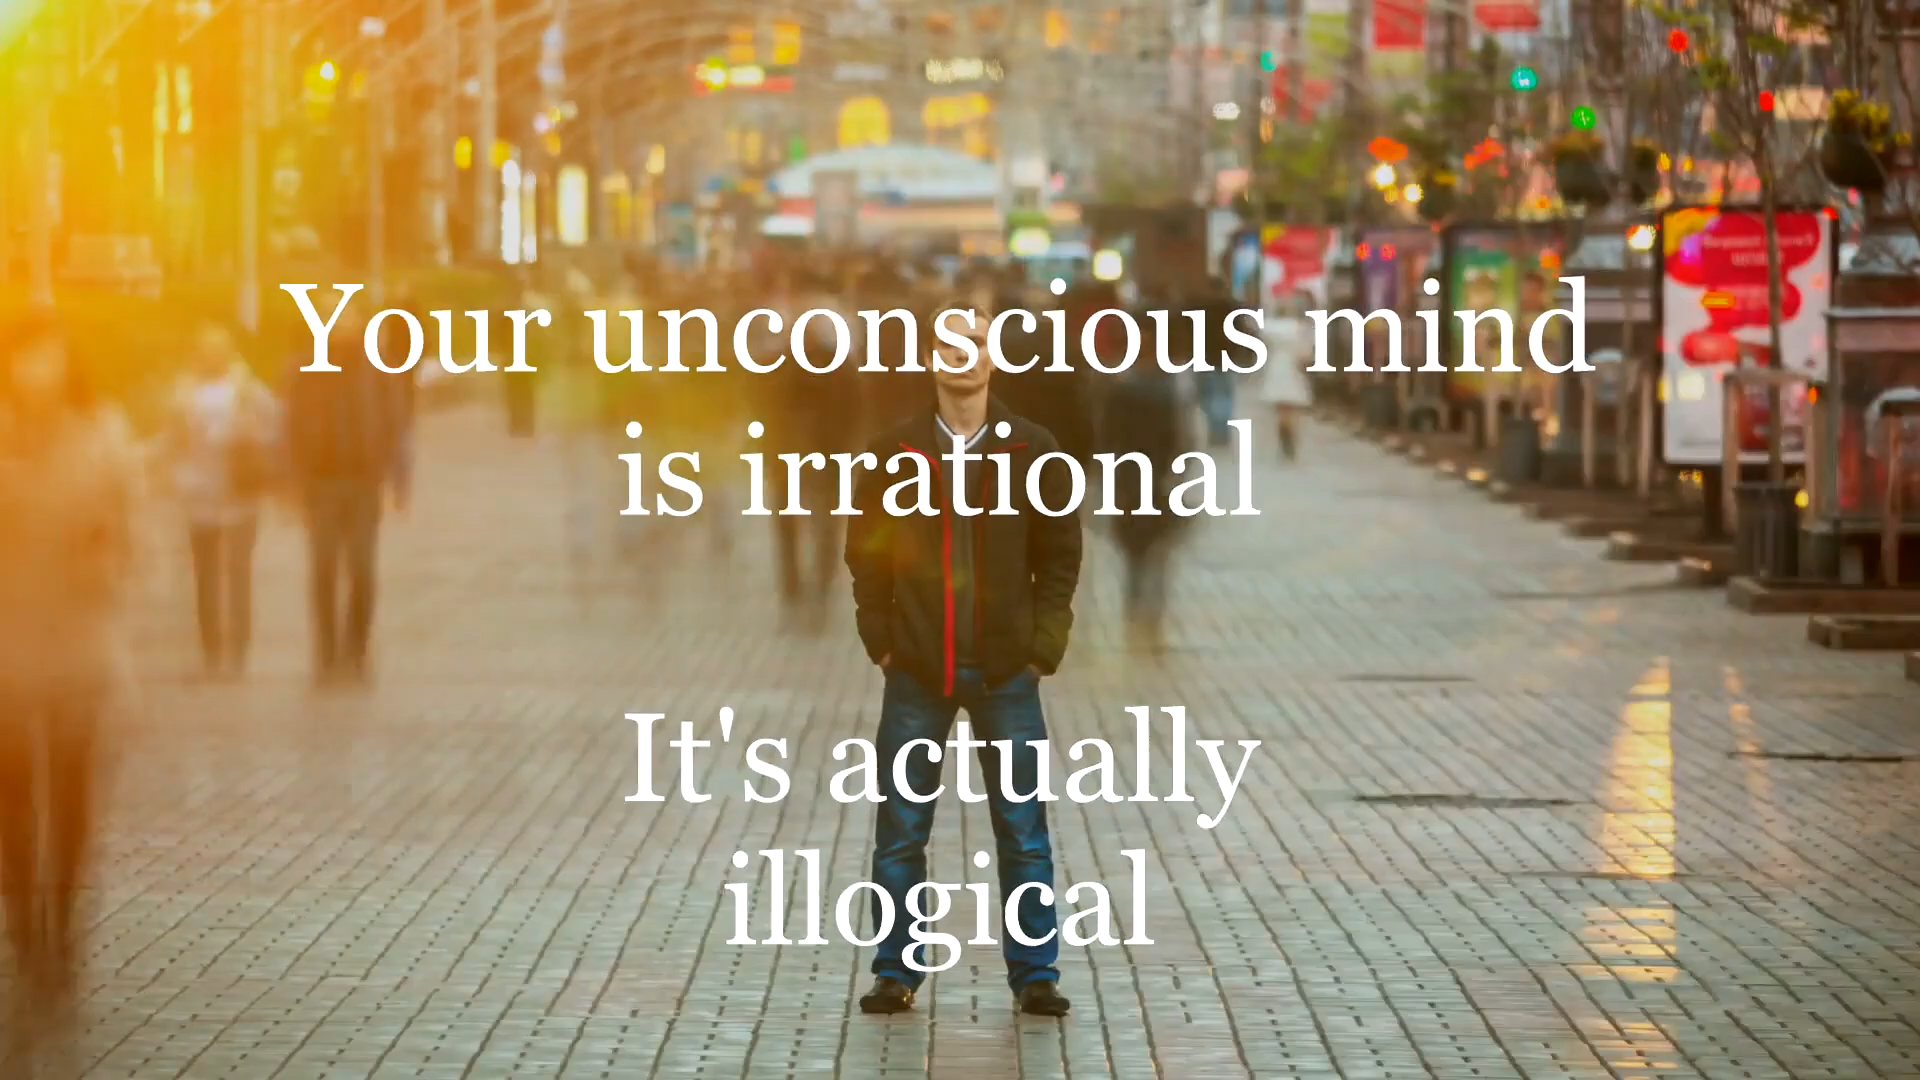 Your unconscious mind
is irrational
It's actually
illogical